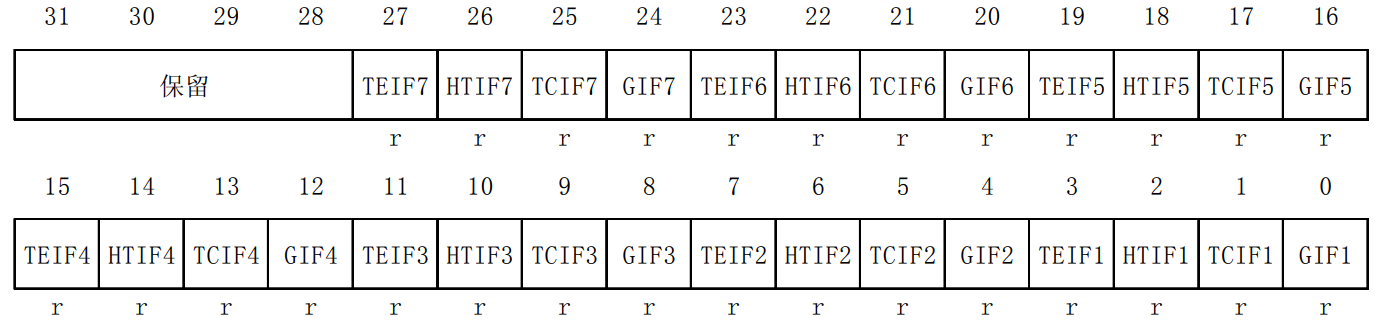 31 30 29 28 27 26 25 24 23 22 21 20 19 18 17 16
保留 TEIF7 HTIF7 TCIF7 GIF7 TEIF6 HTIF6 TCIF6 GIF6 TEIF5 HTIF5 TCIF5 GIF5
r r r r r r r r r r r r
15 14 13 12 11 10 9 8 7 6 5 4 3 2 1 0
TEIF4 HTIF4 TCIF4 GIF4 TEIF3 HTIF3 TCIF3 GIF3 TEIF2 HTIF2 TCIF2 GIF2 TEIF1 HTIF1 TCIF1 GIF1
r r r r r r r r r r r r r r r r